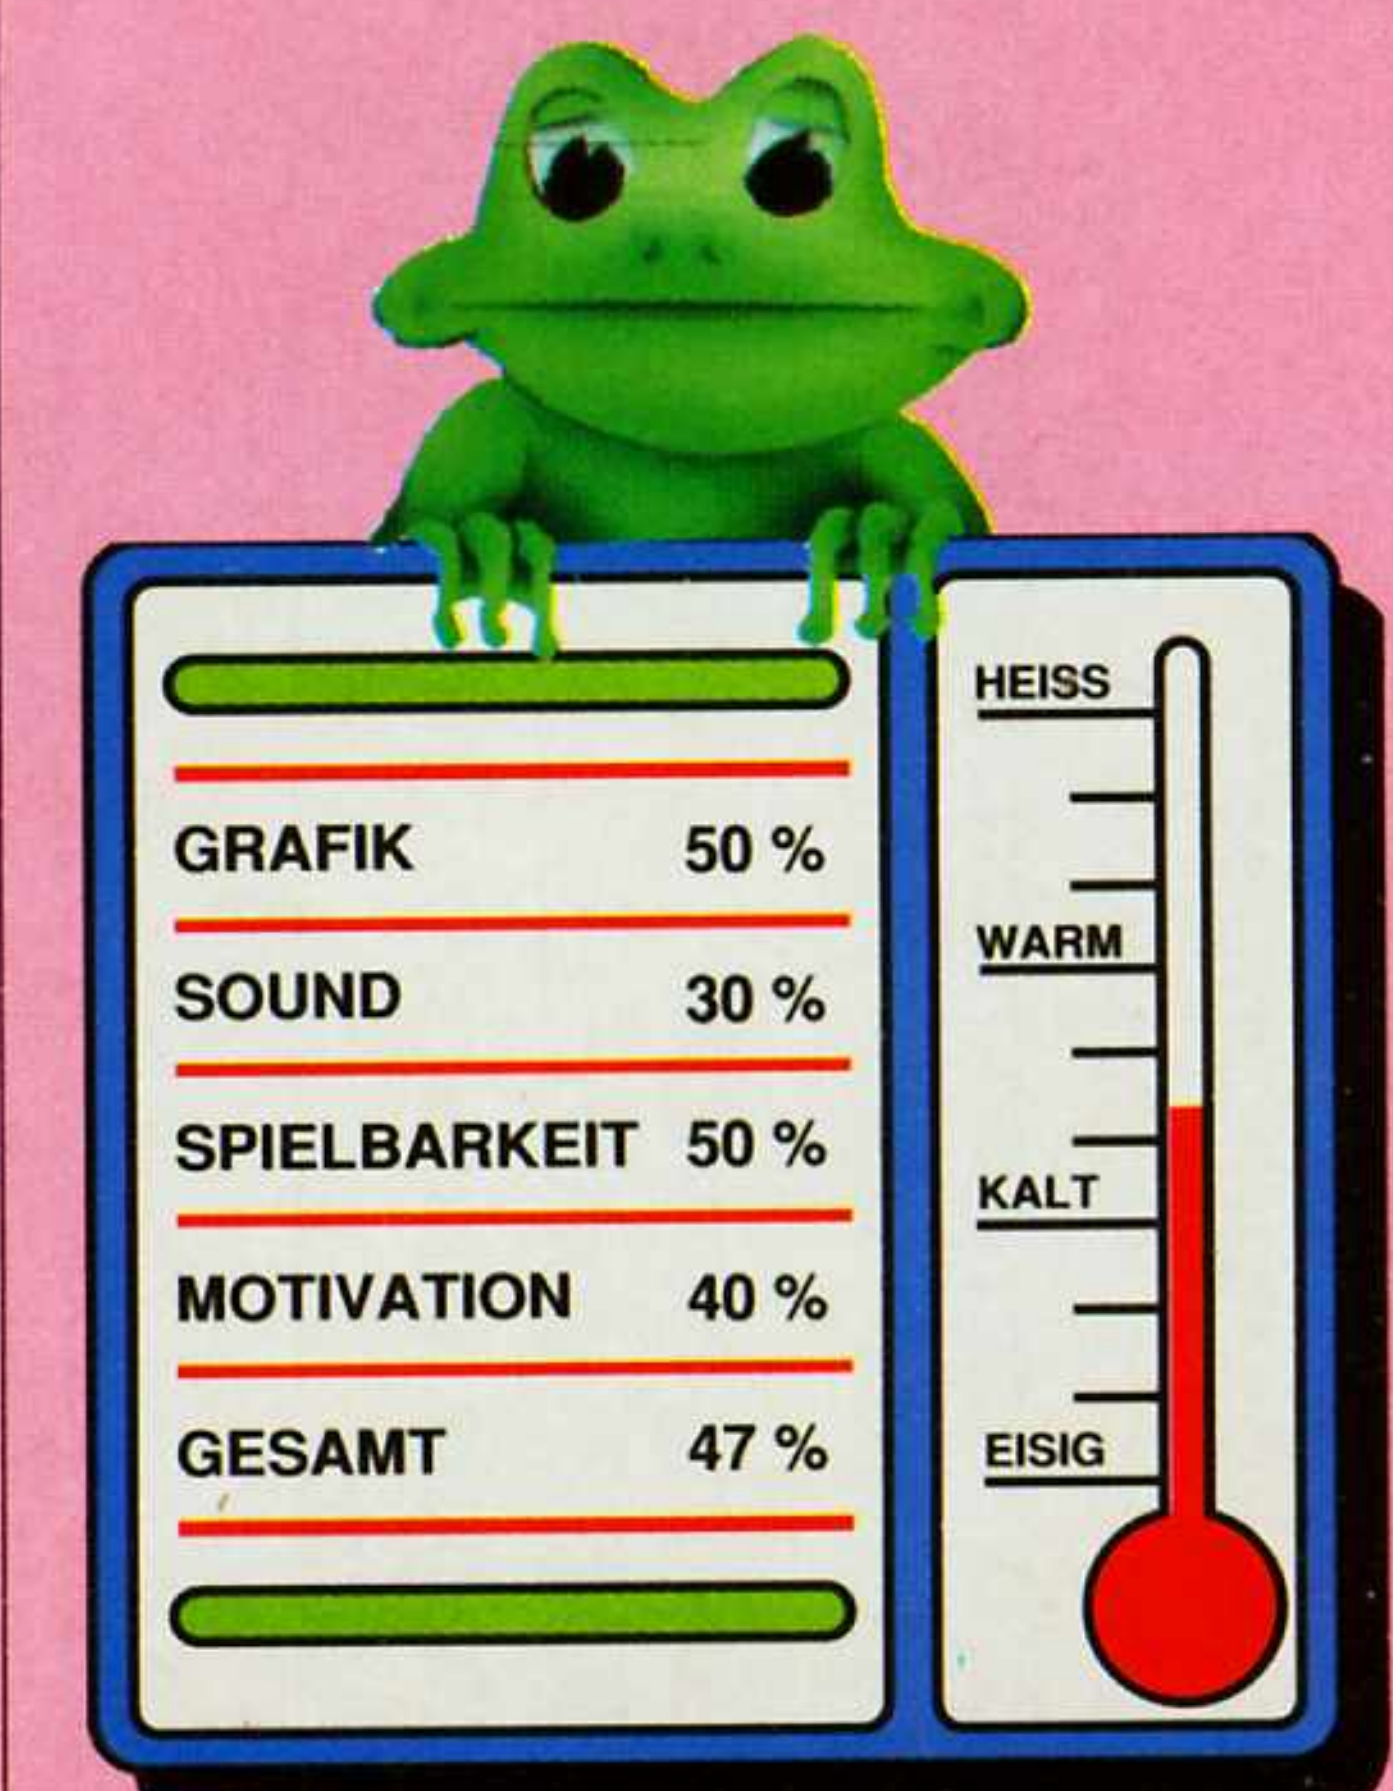 GRAFIK 50 %
SOUND 30 %
SPIELBARKEIT 50 %
MOTIVATION 40 %
GESAMT 47 %
HEISS
WARM
KALT
EISIG